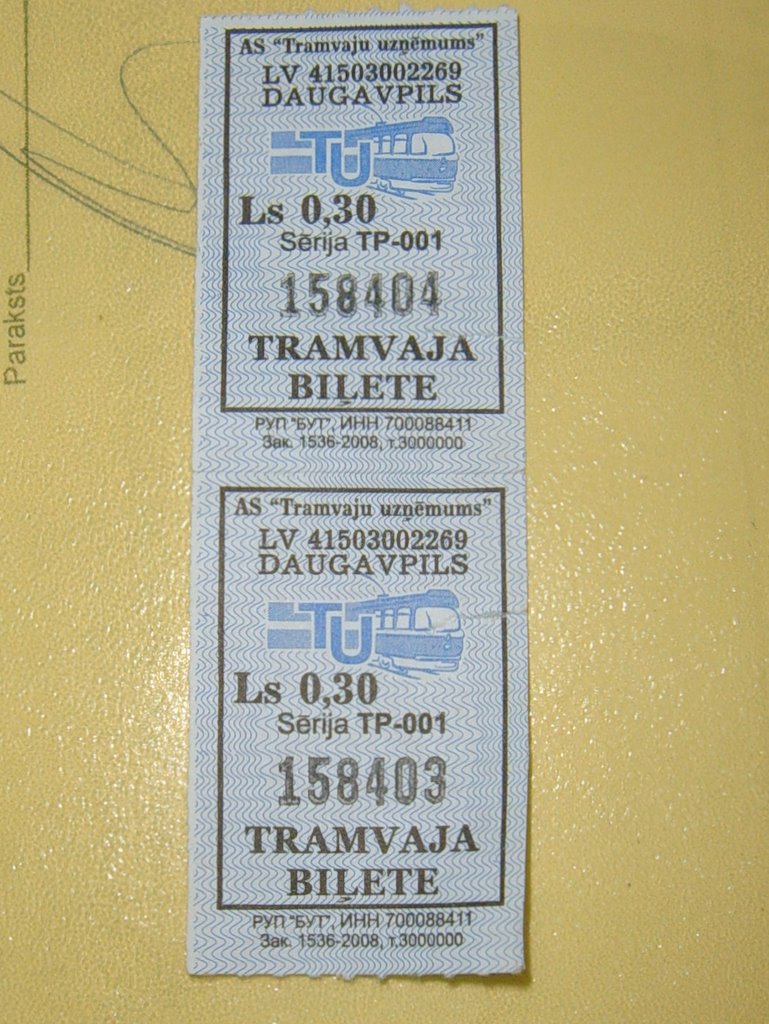 AS "Tramvaju uzņēmums"
LV 41503002269
DAUGAVPILS
TU
Ls 0,30
Sērija TP-001
158404
TRAMVAJA
BIĻETE
РУП "БУТ", ИНН 700088411
Зак. 1536-2008, т.3000000
AS "Tramvaju uzņēmums"
LV 41503002269
DAUGAVPILS
TU
Ls 0,30
Sērija TP-001
158403
TRAMVAJA
BIĻETE
РУП "БУТ", ИНН 700088411
Зак. 1536-2008, т.3000000
Paraksts